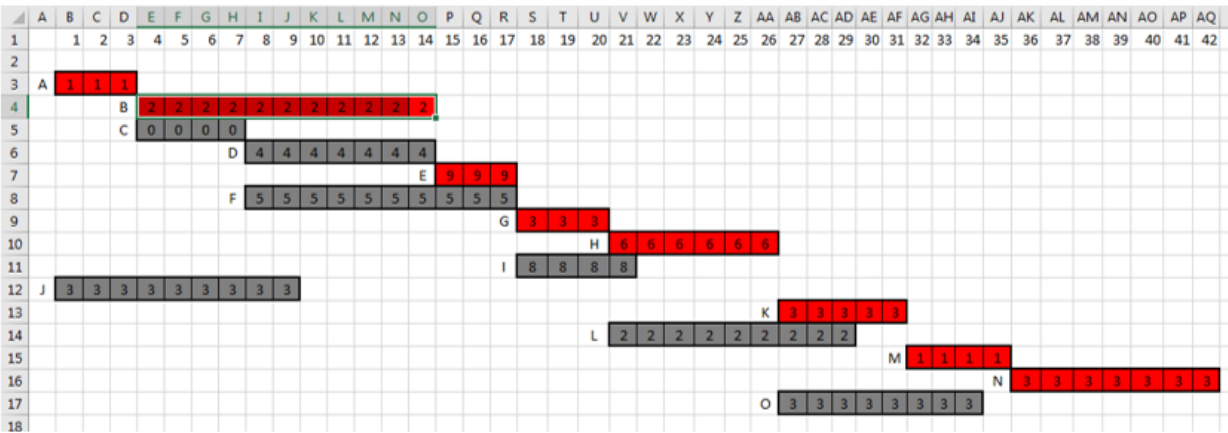 A B C D E F G H I J K L M N O P Q R S T U V W X Y Z AA AB AC AD AE AF AG AH AI AJ AK AL AM AN AO AP AQ
1 1 2 3 4 5 6 7 8 9 10 11 12 13 14 15 16 17 18 19 20 21 22 23 24 25 26 27 28 29 30 31 32 33 34 35 36 37 38 39 40 41 42
2
3 A 1 1 1
4 B 2 2 2 2 2 2 2 2 2 2 2
5 C 0 0 0 0
6 D 4 4 4 4 4 4 4
7 E 9 9 9
8 F 5 5 5 5 5 5 5 5 5 5
9 G 3 3 3
10 H 6 6 6 6 6 6
11 I 8 8 8 8
12 J 3 3 3 3 3 3 3 3 3
13 K 3 3 3 3 3
14 L 2 2 2 2 2 2 2 2 2
15 M 1 1 1 1
16 N 3 3 3 3 3 3 3
17 O 3 3 3 3 3 3 3 3
18